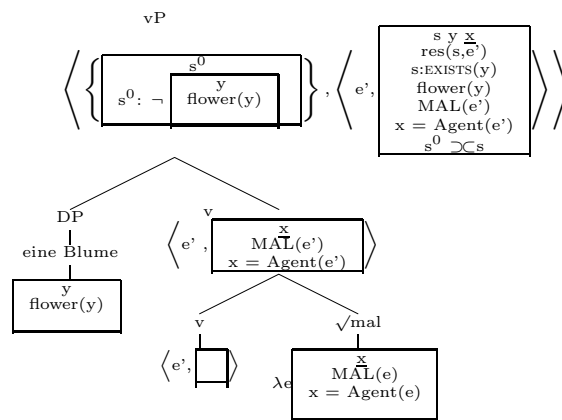 vP
s⁰
s⁰: ¬
y
flower(y)
, ⟨ e',
s y x
res(s,e')
s:EXISTS(y)
flower(y)
MAL(e')
x = Agent(e')
s⁰ ⊃⊂ s
DP
eine Blume
y
flower(y)
v
⟨ e' ,
x
MAL(e')
x = Agent(e')
v
⟨ e',
√mal
λe
x
MAL(e)
x = Agent(e)